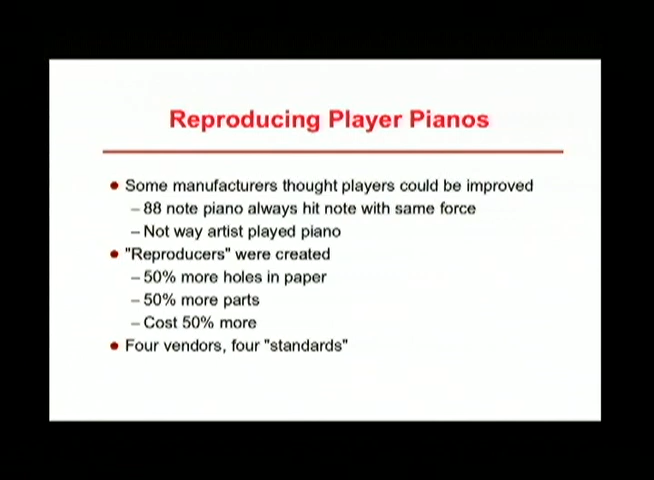 Reproducing Player Pianos
● Some manufacturers thought players could be improved
– 88 note piano always hit note with same force
– Not way artist played piano
● "Reproducers" were created
– 50% more holes in paper
– 50% more parts
– Cost 50% more
● Four vendors, four "standards"